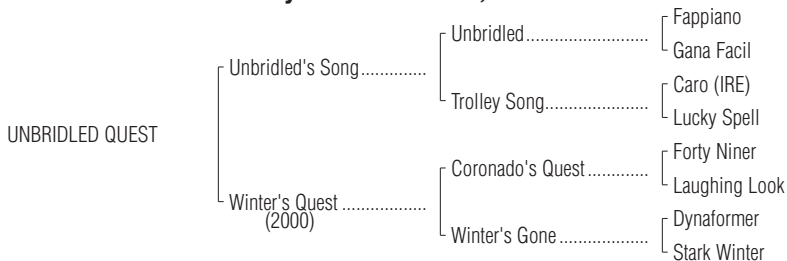 Fappiano
Unbridled..............................
Gana Facil
Unbridled's Song..............
Caro (IRE)
Trolley Song.........................
Lucky Spell
UNBRIDLED QUEST
Forty Niner
Coronado's Quest..............
Laughing Look
Winter's Quest ...................
(2000)
Dynaformer
Winter's Gone .....................
Stark Winter